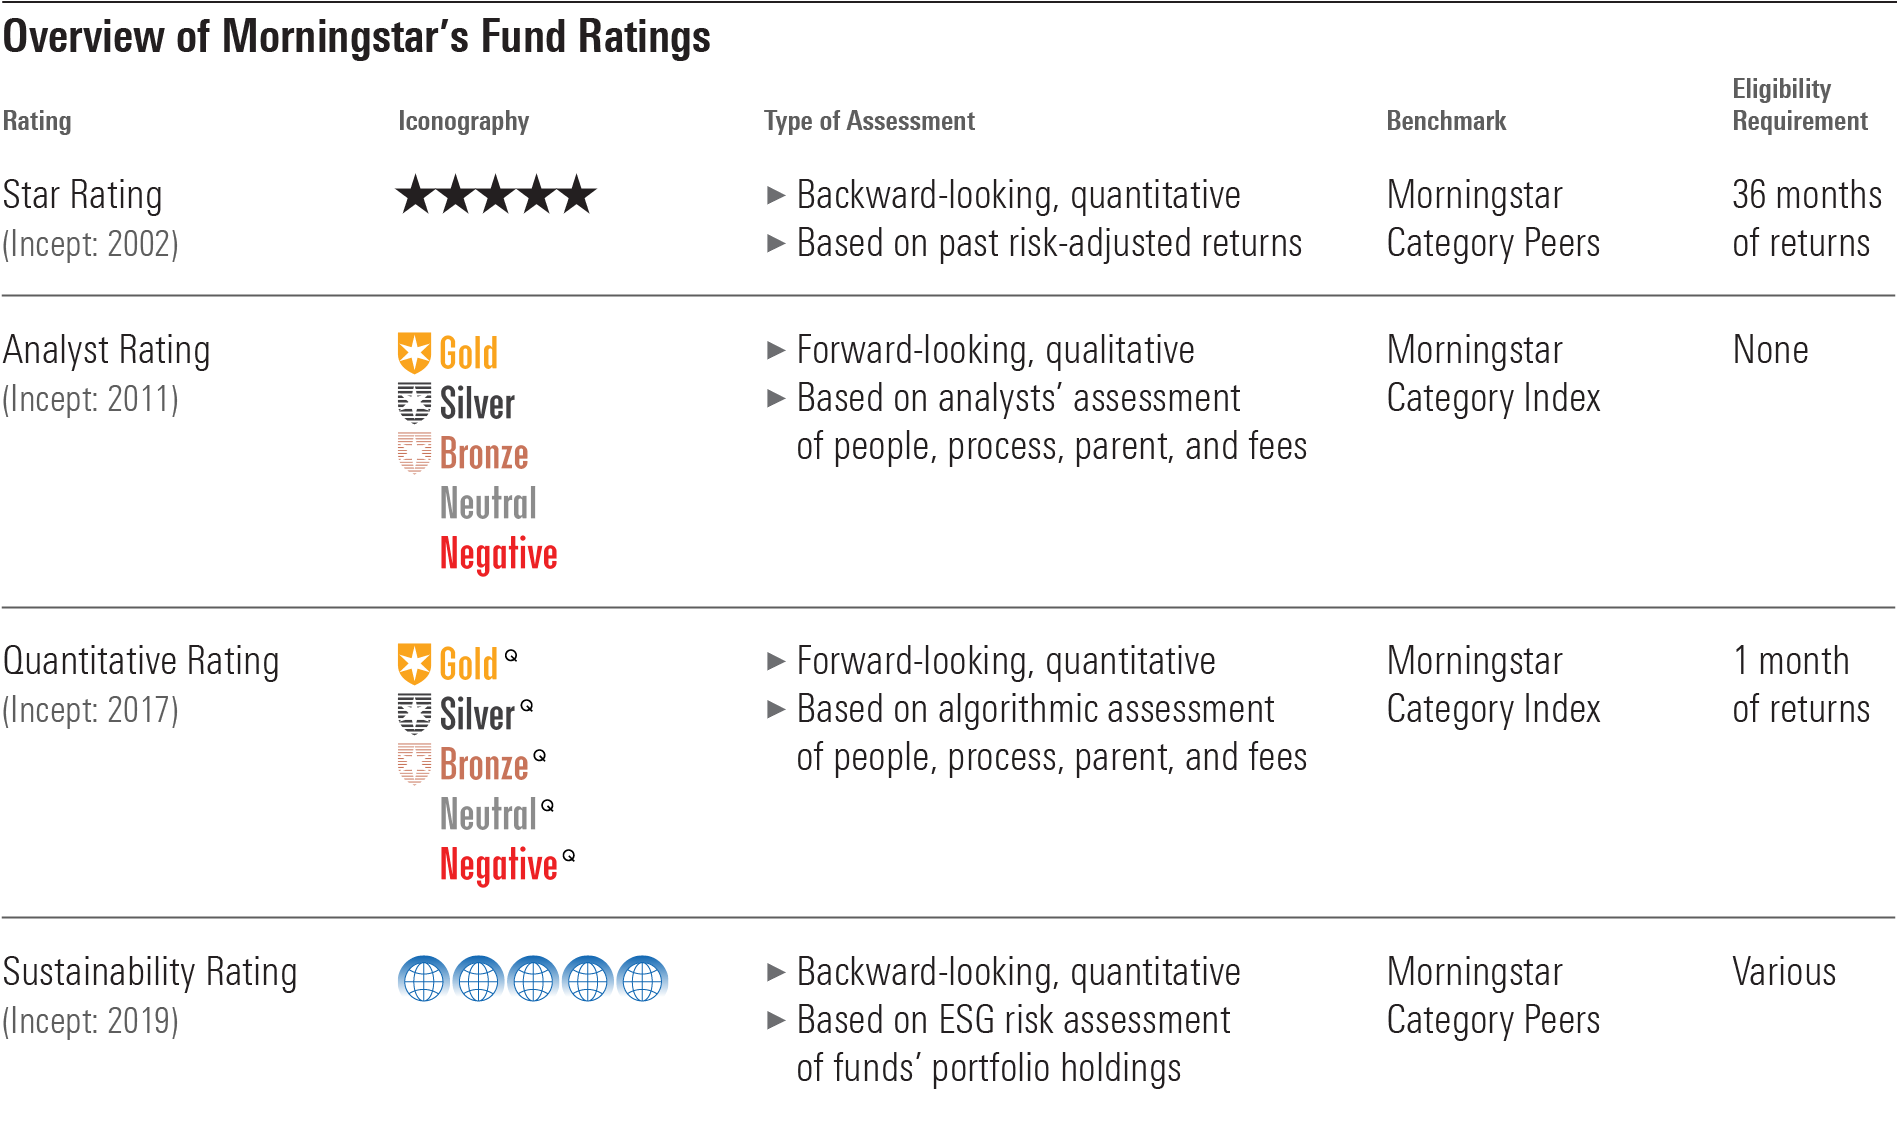 Overview of Morningstar's Fund Ratings
Rating
Iconography
Type of Assessment
Benchmark
Eligibility
Requirement
Star Rating
(Incept: 2002)
Backward-looking, quantitative
Based on past risk-adjusted returns
Morningstar
Category Peers
36 months
of returns
Analyst Rating
(Incept: 2011)
Gold
Silver
Bronze
Neutral
Negative
Forward-looking, qualitative
Based on analysts' assessment
of people, process, parent, and fees
Morningstar
Category Index
None
Quantitative Rating
(Incept: 2017)
Gold Q
Silver Q
Bronze Q
Neutral Q
Negative Q
Forward-looking, quantitative
Based on algorithmic assessment
of people, process, parent, and fees
Morningstar
Category Index
1 month
of returns
Sustainability Rating
(Incept: 2019)
Backward-looking, quantitative
Based on ESG risk assessment
of funds' portfolio holdings
Morningstar
Category Peers
Various